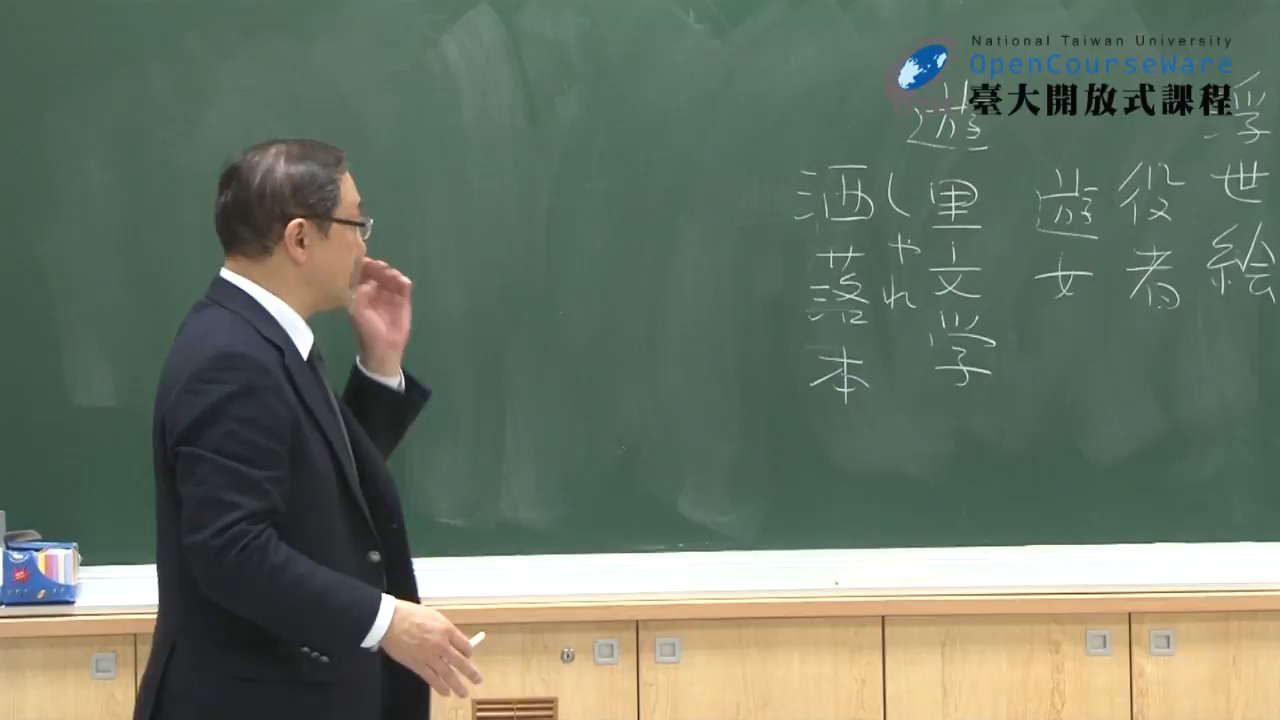 National Taiwan University
OpenCourseWare
臺大開放式課程
浮世絵
役者
遊女
遊里文学
しゃれ
洒落本